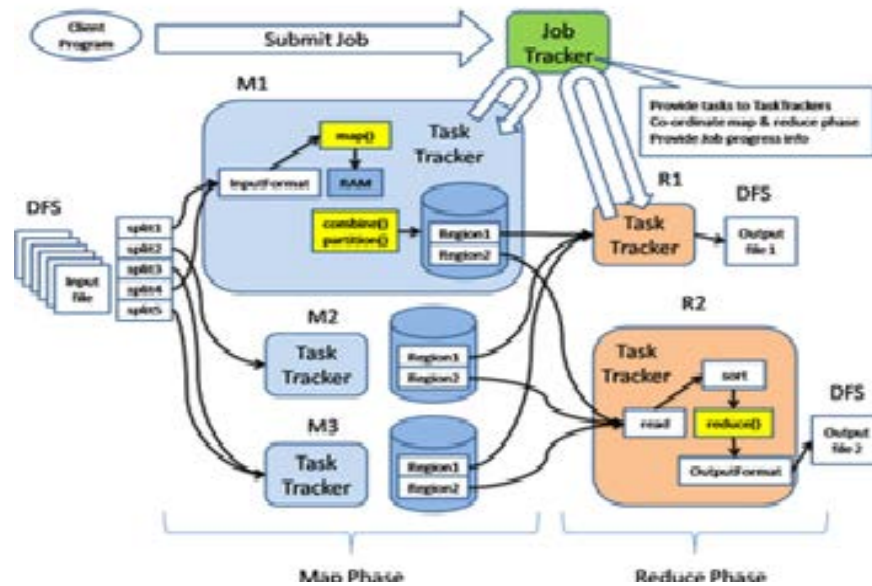 Client
Program
Submit Job
Job
Tracker
Provide tasks to TaskTrackers
Co-ordinate map & reduce phase
Provide Job progress info
M1
Task
Tracker
map()
InputFormat
RAM
combine()
partition()
Region1
Region2
DFS
Input
file
split1
split2
split3
split4
split5
M2
Task
Tracker
Region1
Region2
M3
Task
Tracker
Region1
Region2
R1
Task
Tracker
DFS
Output
file 1
R2
Task
Tracker
sort
read
reduce()
OutputFormat
DFS
Output
file 2
Map Phase
Reduce Phase